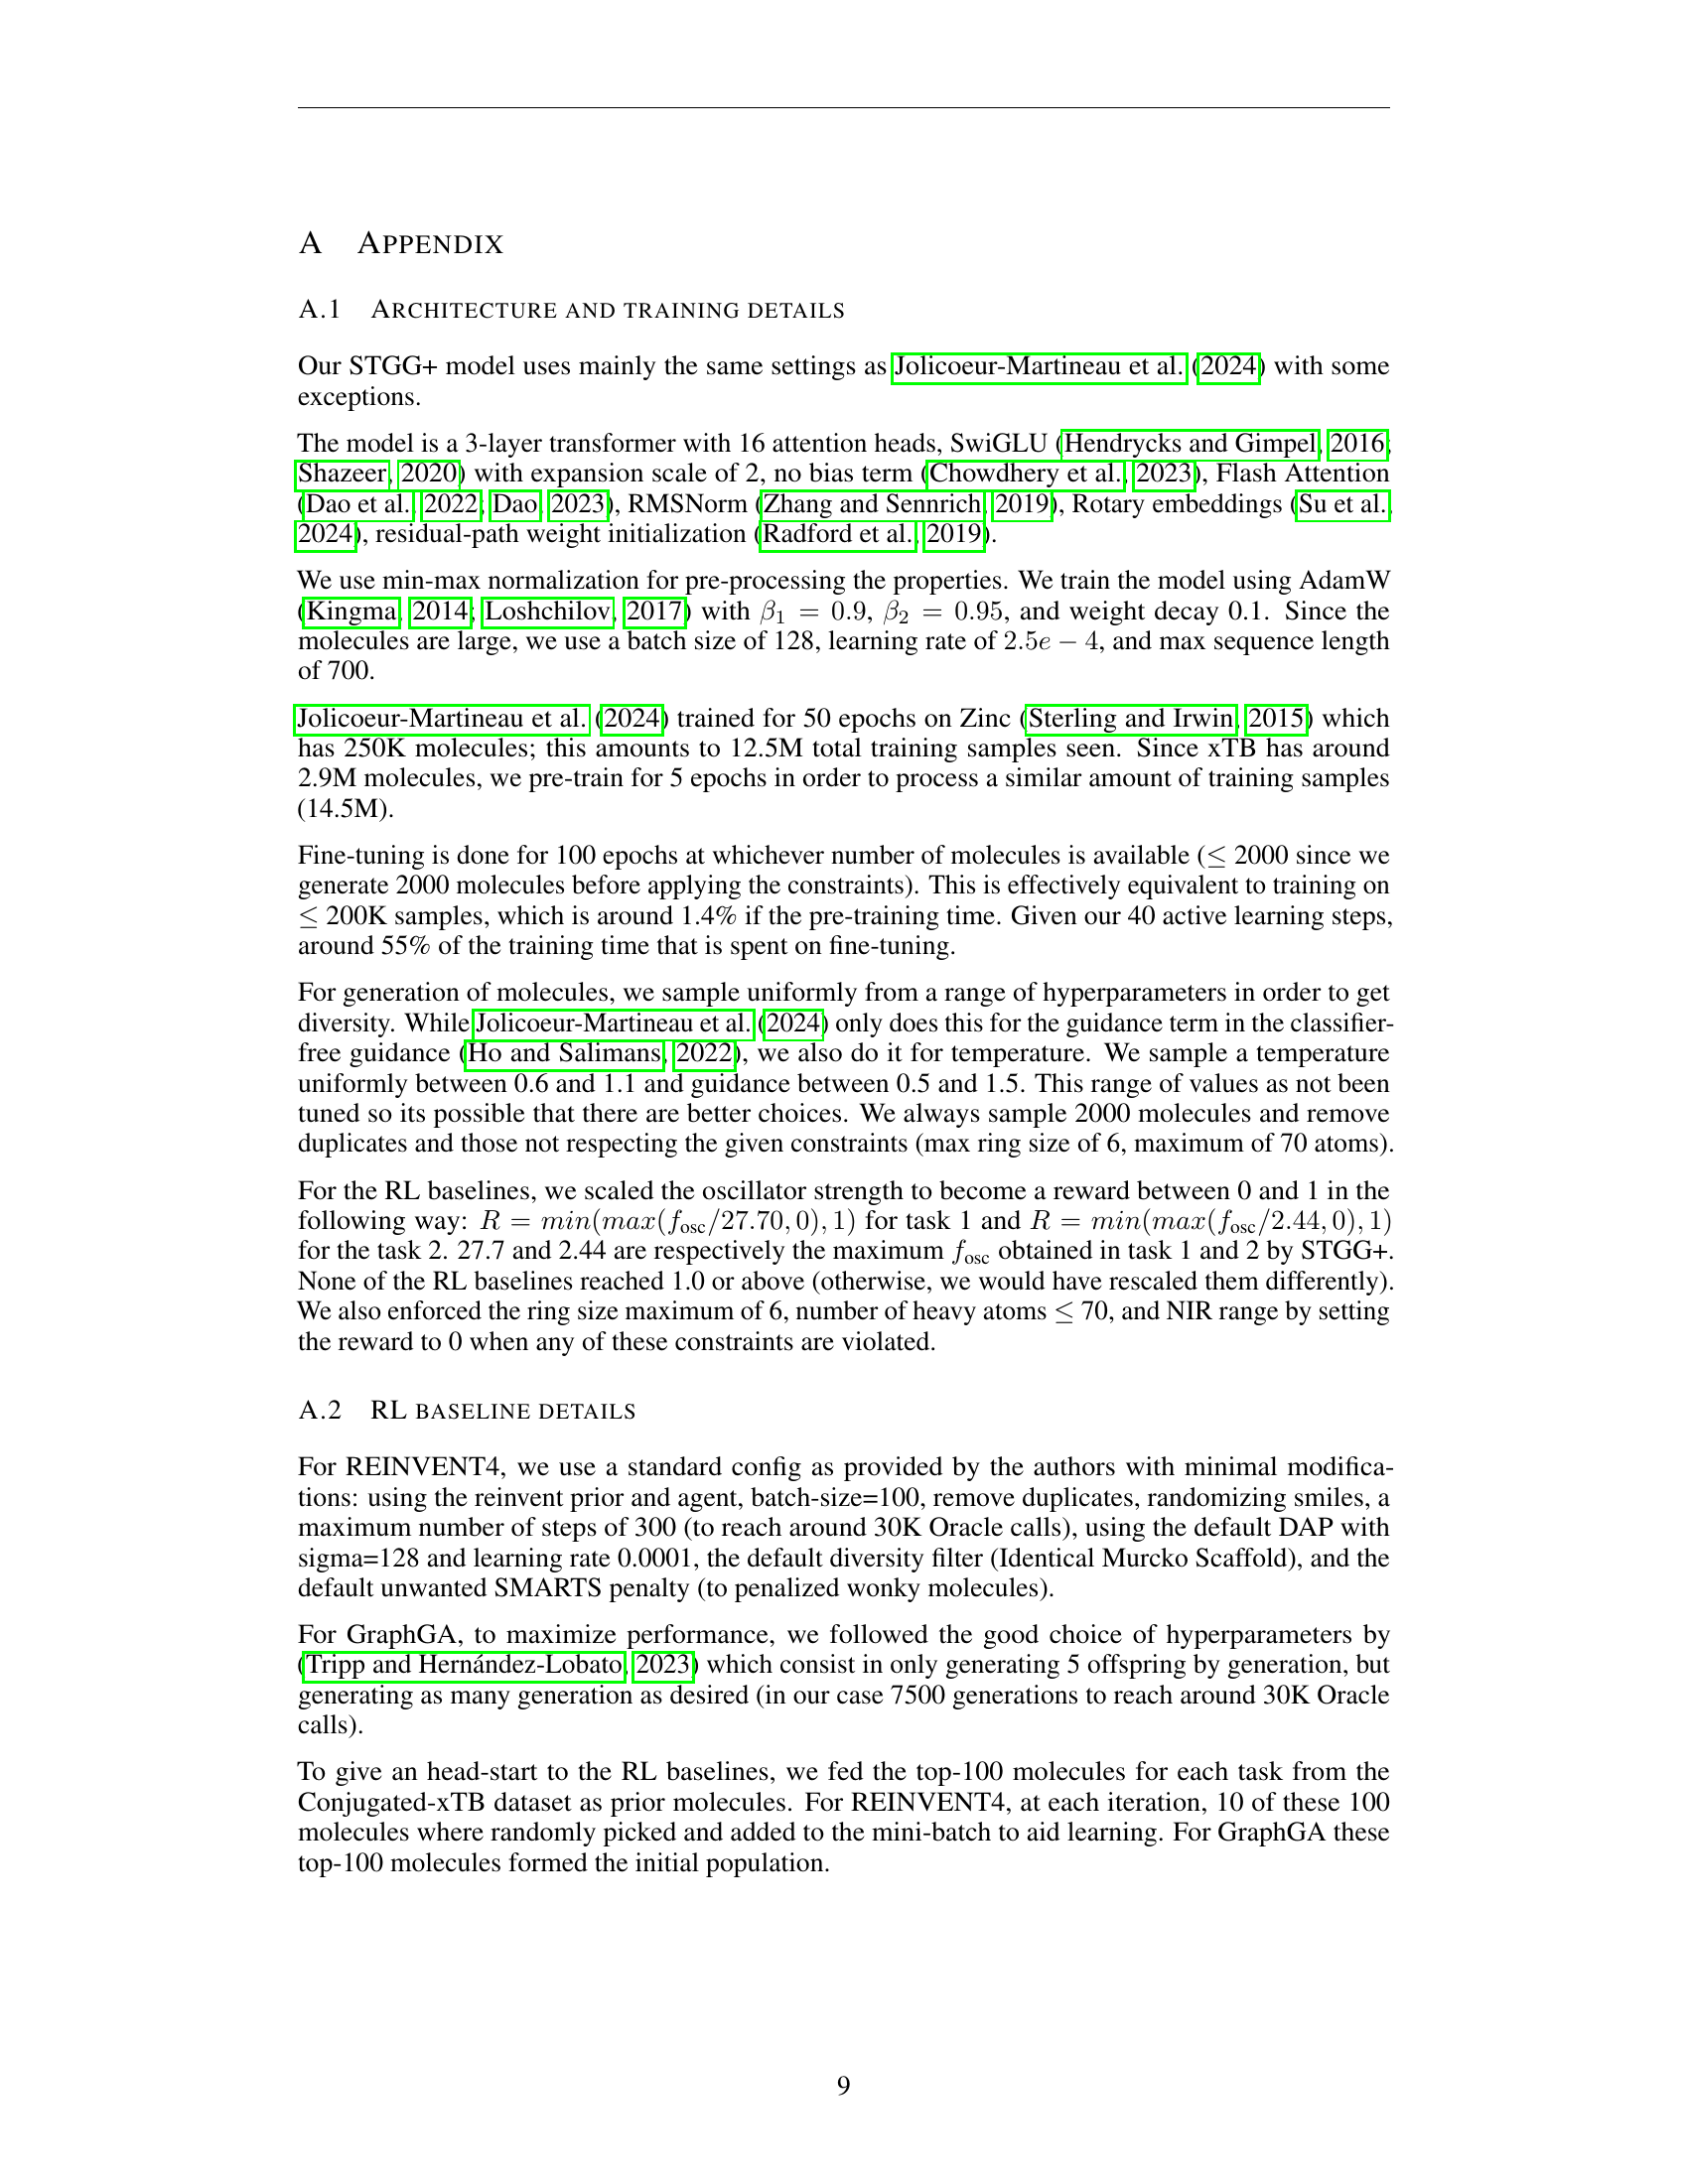 A APPENDIX
A.1 ARCHITECTURE AND TRAINING DETAILS
Our STGG+ model uses mainly the same settings as Jolicoeur-Martineau et al. (2024) with some
exceptions.
The model is a 3-layer transformer with 16 attention heads, SwiGLU (Hendrycks and Gimpel, 2016;
Shazeer, 2020) with expansion scale of 2, no bias term (Chowdhery et al., 2023), Flash Attention
(Dao et al., 2022; Dao, 2023), RMSNorm (Zhang and Sennrich, 2019), Rotary embeddings (Su et al.,
2024), residual-path weight initialization (Radford et al., 2019).
We use min-max normalization for pre-processing the properties. We train the model using AdamW
(Kingma, 2014; Loshchilov, 2017) with β₁ = 0.9, β₂ = 0.95, and weight decay 0.1. Since the
molecules are large, we use a batch size of 128, learning rate of 2.5e − 4, and max sequence length
of 700.
Jolicoeur-Martineau et al. (2024) trained for 50 epochs on Zinc (Sterling and Irwin, 2015) which
has 250K molecules; this amounts to 12.5M total training samples seen. Since xTB has around
2.9M molecules, we pre-train for 5 epochs in order to process a similar amount of training samples
(14.5M).
Fine-tuning is done for 100 epochs at whichever number of molecules is available (≤ 2000 since we
generate 2000 molecules before applying the constraints). This is effectively equivalent to training on
≤ 200K samples, which is around 1.4% if the pre-training time. Given our 40 active learning steps,
around 55% of the training time that is spent on fine-tuning.
For generation of molecules, we sample uniformly from a range of hyperparameters in order to get
diversity. While Jolicoeur-Martineau et al. (2024) only does this for the guidance term in the classifier-
free guidance (Ho and Salimans, 2022), we also do it for temperature. We sample a temperature
uniformly between 0.6 and 1.1 and guidance between 0.5 and 1.5. This range of values as not been
tuned so its possible that there are better choices. We always sample 2000 molecules and remove
duplicates and those not respecting the given constraints (max ring size of 6, maximum of 70 atoms).
For the RL baselines, we scaled the oscillator strength to become a reward between 0 and 1 in the
following way: R = min(max(f_osc/27.70, 0), 1) for task 1 and R = min(max(f_osc/2.44, 0), 1)
for the task 2. 27.7 and 2.44 are respectively the maximum f_osc obtained in task 1 and 2 by STGG+.
None of the RL baselines reached 1.0 or above (otherwise, we would have rescaled them differently).
We also enforced the ring size maximum of 6, number of heavy atoms ≤ 70, and NIR range by setting
the reward to 0 when any of these constraints are violated.
A.2 RL BASELINE DETAILS
For REINVENT4, we use a standard config as provided by the authors with minimal modifica-
tions: using the reinvent prior and agent, batch-size=100, remove duplicates, randomizing smiles, a
maximum number of steps of 300 (to reach around 30K Oracle calls), using the default DAP with
sigma=128 and learning rate 0.0001, the default diversity filter (Identical Murcko Scaffold), and the
default unwanted SMARTS penalty (to penalized wonky molecules).
For GraphGA, to maximize performance, we followed the good choice of hyperparameters by
(Tripp and Hernández-Lobato, 2023) which consist in only generating 5 offspring by generation, but
generating as many generation as desired (in our case 7500 generations to reach around 30K Oracle
calls).
To give an head-start to the RL baselines, we fed the top-100 molecules for each task from the
Conjugated-xTB dataset as prior molecules. For REINVENT4, at each iteration, 10 of these 100
molecules where randomly picked and added to the mini-batch to aid learning. For GraphGA these
top-100 molecules formed the initial population.
9